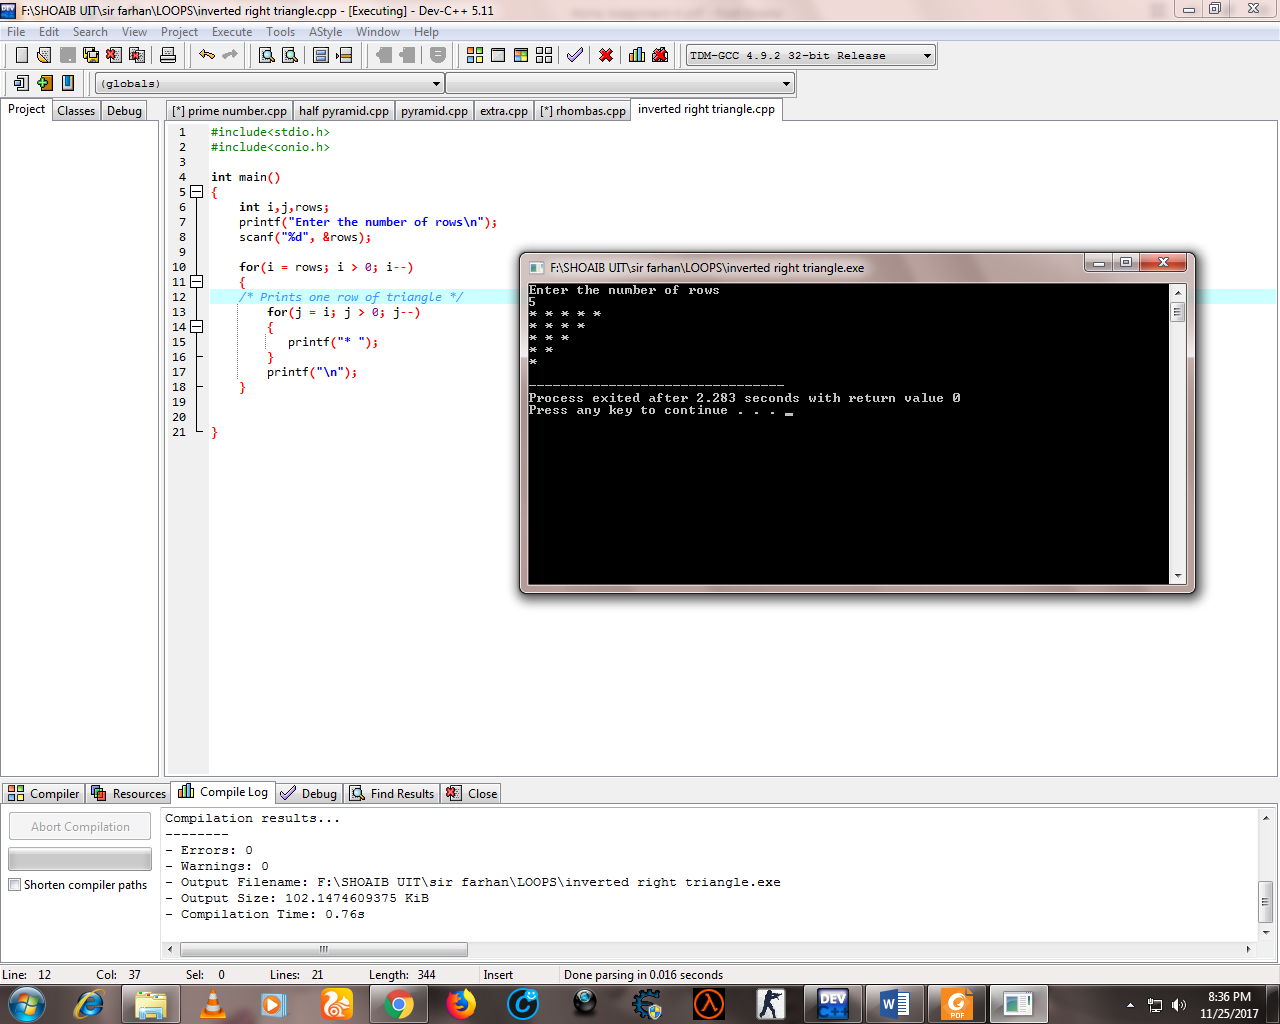 F:\SHOAIB UIT\sir farhan\LOOPS\inverted right triangle.cpp - [Executing] - Dev-C++ 5.11
File Edit Search View Project Execute Tools AStyle Window Help
TDM-GCC 4.9.2 32-bit Release
(globals)
Project Classes Debug
[*] prime number.cpp half pyramid.cpp pyramid.cpp extra.cpp [*] rhombas.cpp inverted right triangle.cpp
1 #include<stdio.h>
2 #include<conio.h>
3
4 int main()
5 {
6 int i,j,rows;
7 printf("Enter the number of rows\n");
8 scanf("%d", &rows);
9
10 for(i = rows; i > 0; i--)
11 {
12 /* Prints one row of triangle */
13 for(j = i; j > 0; j--)
14 {
15 printf("* ");
16 }
17 printf("\n");
18 }
19
20
21 }
F:\SHOAIB UIT\sir farhan\LOOPS\inverted right triangle.exe
Enter the number of rows
5
* * * * *
* * * *
* * *
* *
*
--------------------------------
Process exited after 2.283 seconds with return value 0
Press any key to continue . . . _
Compiler Resources Compile Log Debug Find Results Close
Abort Compilation
Shorten compiler paths
Compilation results...
--------
- Errors: 0
- Warnings: 0
- Output Filename: F:\SHOAIB UIT\sir farhan\LOOPS\inverted right triangle.exe
- Output Size: 102.1474609375 KiB
- Compilation Time: 0.76s
Line: 12 Col: 37 Sel: 0 Lines: 21 Length: 344 Insert Done parsing in 0.016 seconds
DEV C++
W
PDF
8:36 PM
11/25/2017